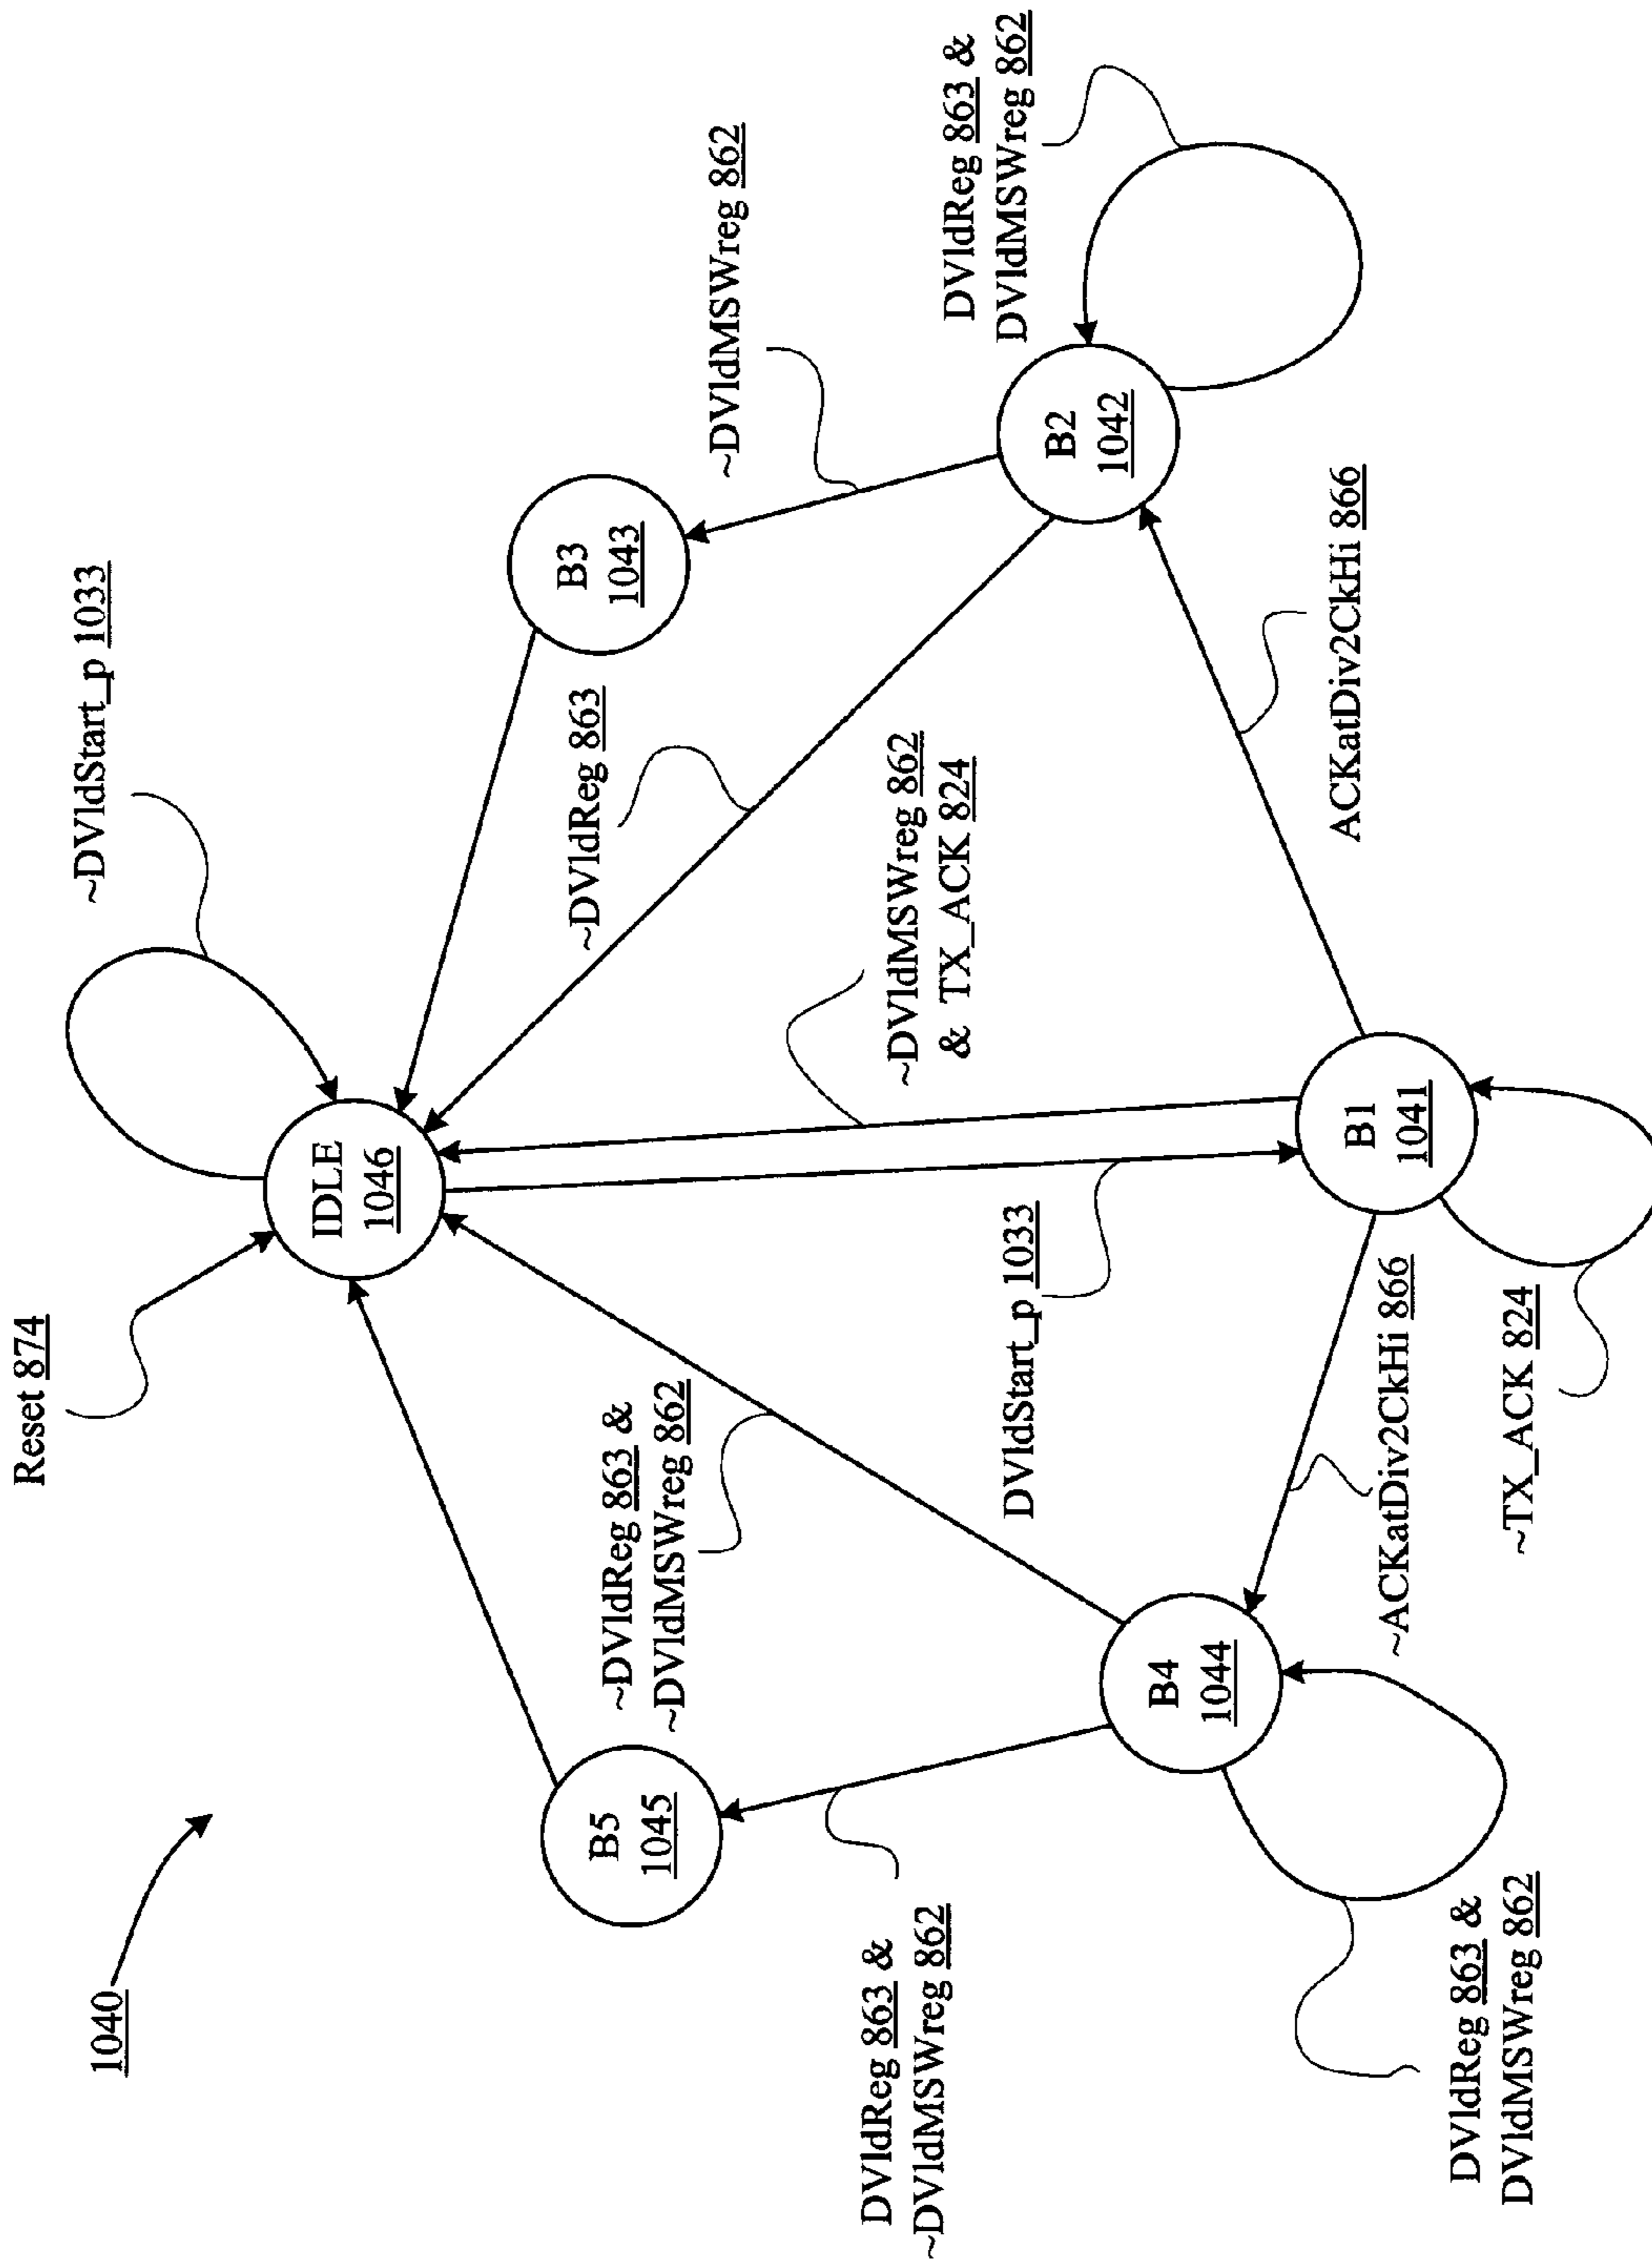 1040
Reset 874
~DVldStart_p 1033
IDLE
1046
B5
1045
B3
1043
~DVldReg 863 &
~DVldMSWreg 862
~DVldReg 863
~DVldMSWreg 862
DVldReg 863 &
~DVldMSWreg 862
DVldStart_p 1033
~DVldMSWreg 862
& TX_ACK 824
DVldReg 863 &
DVldMSWreg 862
B4
1044
B1
1041
B2
1042
~ACKatDiv2CkHi 866
ACKatDiv2CkHi 866
DVldReg 863 &
DVldMSWreg 862
~TX_ACK 824